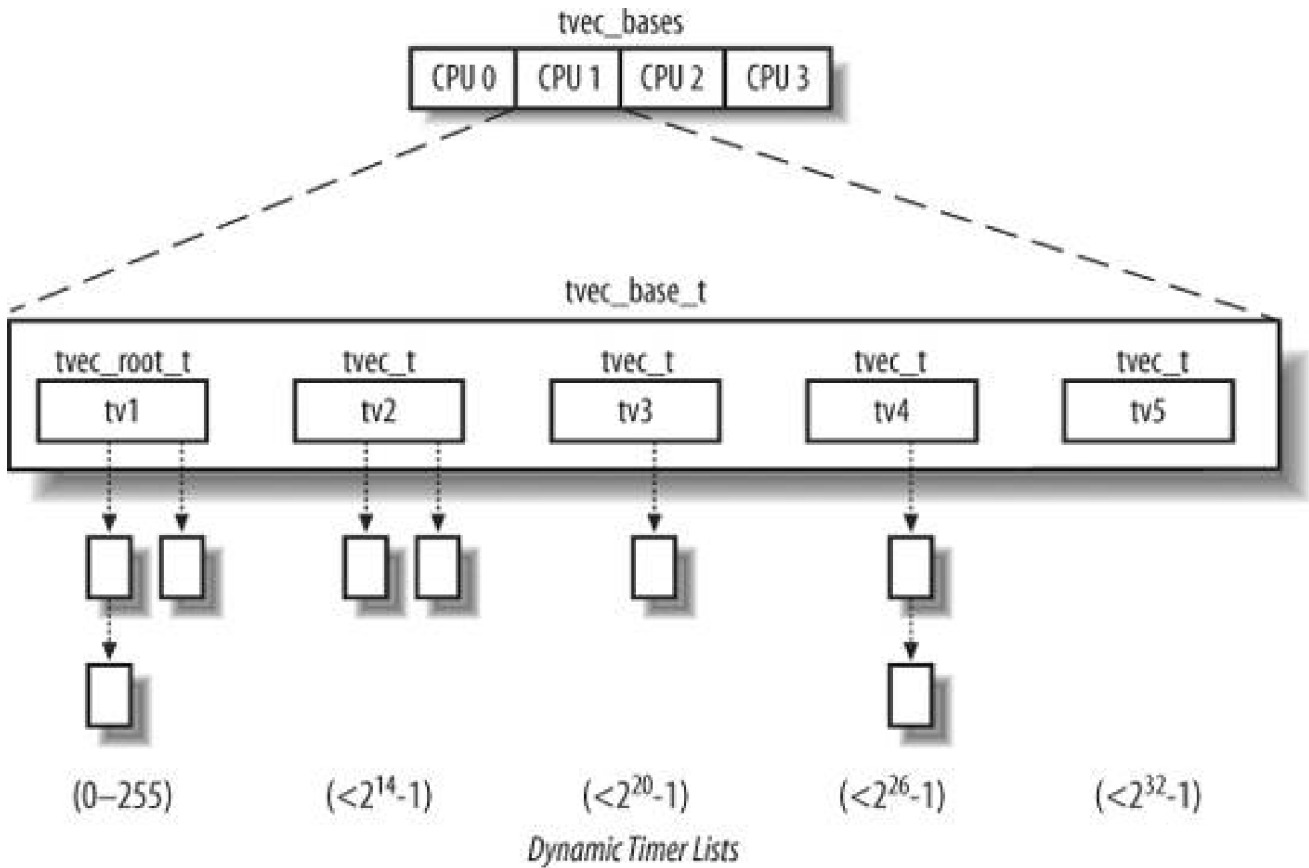 tvec_bases
CPU 0 CPU 1 CPU 2 CPU 3
tvec_base_t
tvec_root_t tvec_t tvec_t tvec_t tvec_t
tv1 tv2 tv3 tv4 tv5
(0–255) (<2¹⁴-1) (<2²⁰-1) (<2²⁶-1) (<2³²-1)
Dynamic Timer Lists